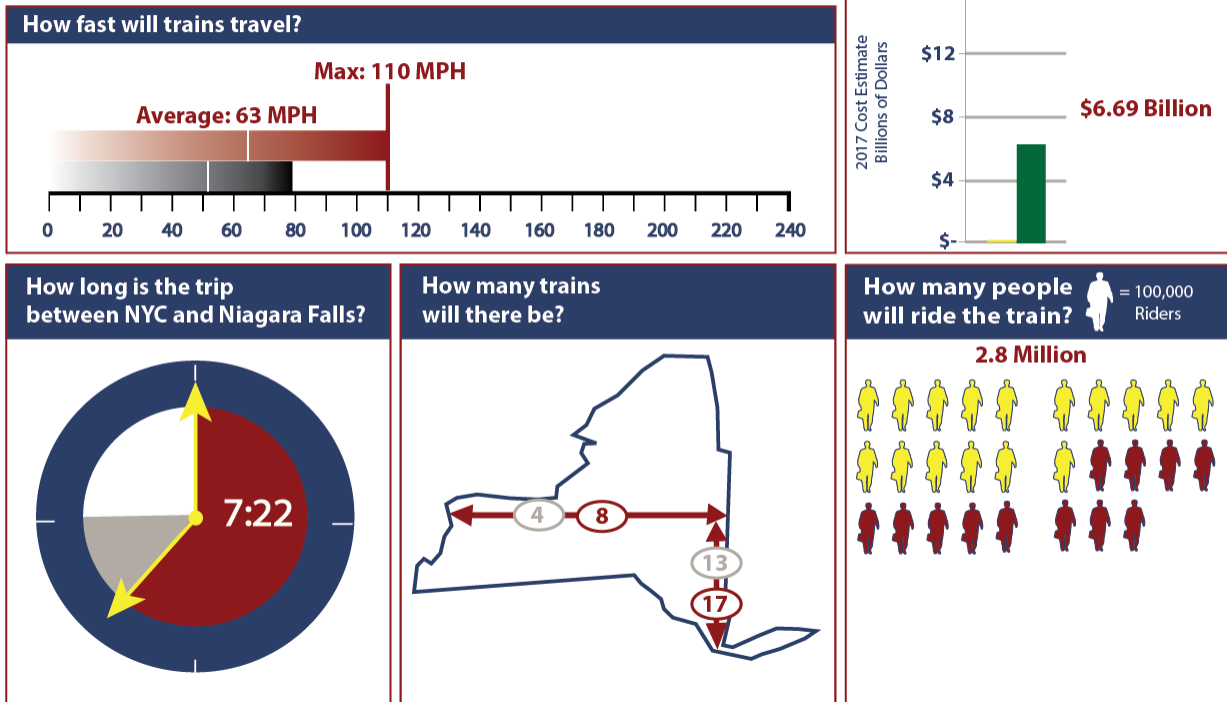 How fast will trains travel?
Max: 110 MPH
Average: 63 MPH
0 20 40 60 80 100 120 140 160 180 200 220 240
2017 Cost Estimate
Billions of Dollars
$12
$8
$4
$-
$6.69 Billion
How long is the trip
between NYC and Niagara Falls?
7:22
How many trains
will there be?
4
8
13
17
How many people
will ride the train?
= 100,000
Riders
2.8 Million